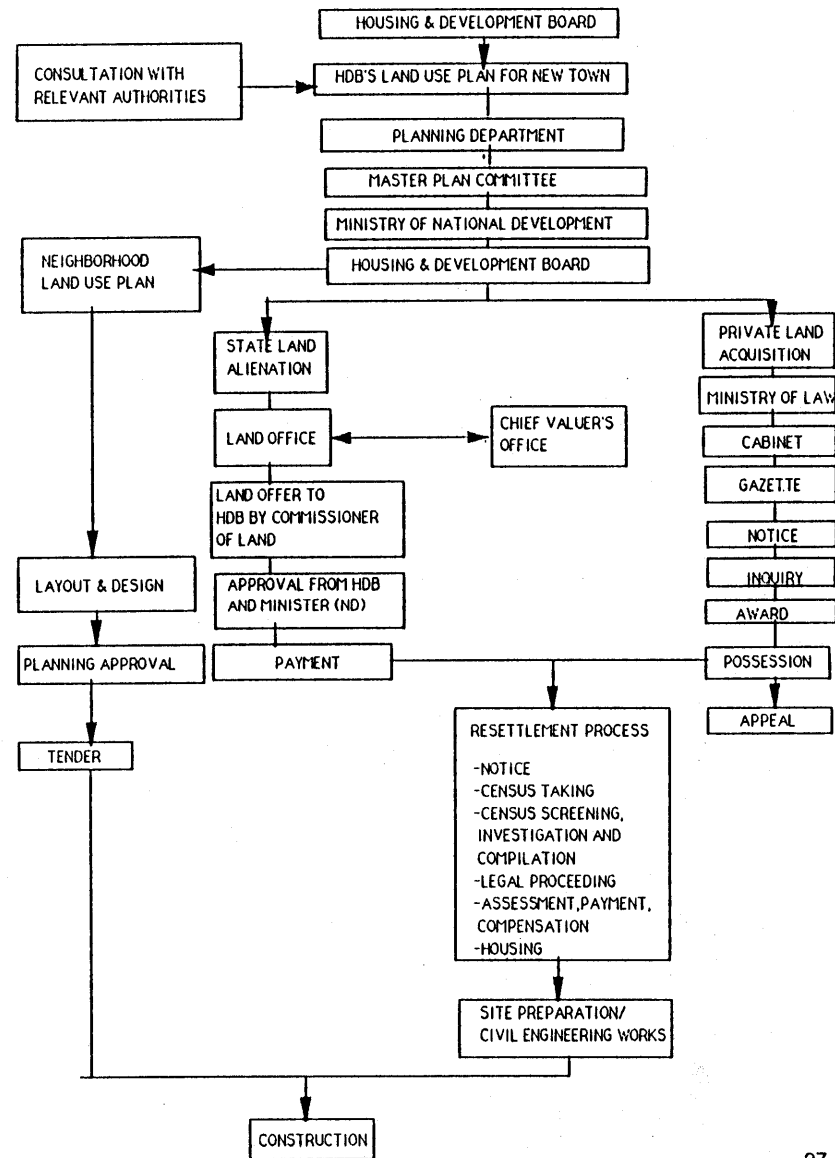 HOUSING & DEVELOPMENT BOARD
CONSULTATION WITH
RELEVANT AUTHORITIES
HDB'S LAND USE PLAN FOR NEW TOWN
PLANNING DEPARTMENT
MASTER PLAN COMMITTEE
MINISTRY OF NATIONAL DEVELOPMENT
HOUSING & DEVELOPMENT BOARD
NEIGHBORHOOD
LAND USE PLAN
STATE LAND
ALIENATION
PRIVATE LAND
ACQUISITION
MINISTRY OF LAW
LAND OFFICE
CHIEF VALUER'S
OFFICE
CABINET
GAZETTE
LAND OFFER TO
HDB BY COMMISSIONER
OF LAND
NOTICE
INQUIRY
LAYOUT & DESIGN
APPROVAL FROM HDB
AND MINISTER (ND)
AWARD
PLANNING APPROVAL
PAYMENT
POSSESSION
APPEAL
TENDER
RESETTLEMENT PROCESS
-NOTICE
-CENSUS TAKING
-CENSUS SCREENING,
INVESTIGATION AND
COMPILATION
-LEGAL PROCEEDING
-ASSESSMENT,PAYMENT,
COMPENSATION
-HOUSING
SITE PREPARATION/
CIVIL ENGINEERING WORKS
CONSTRUCTION